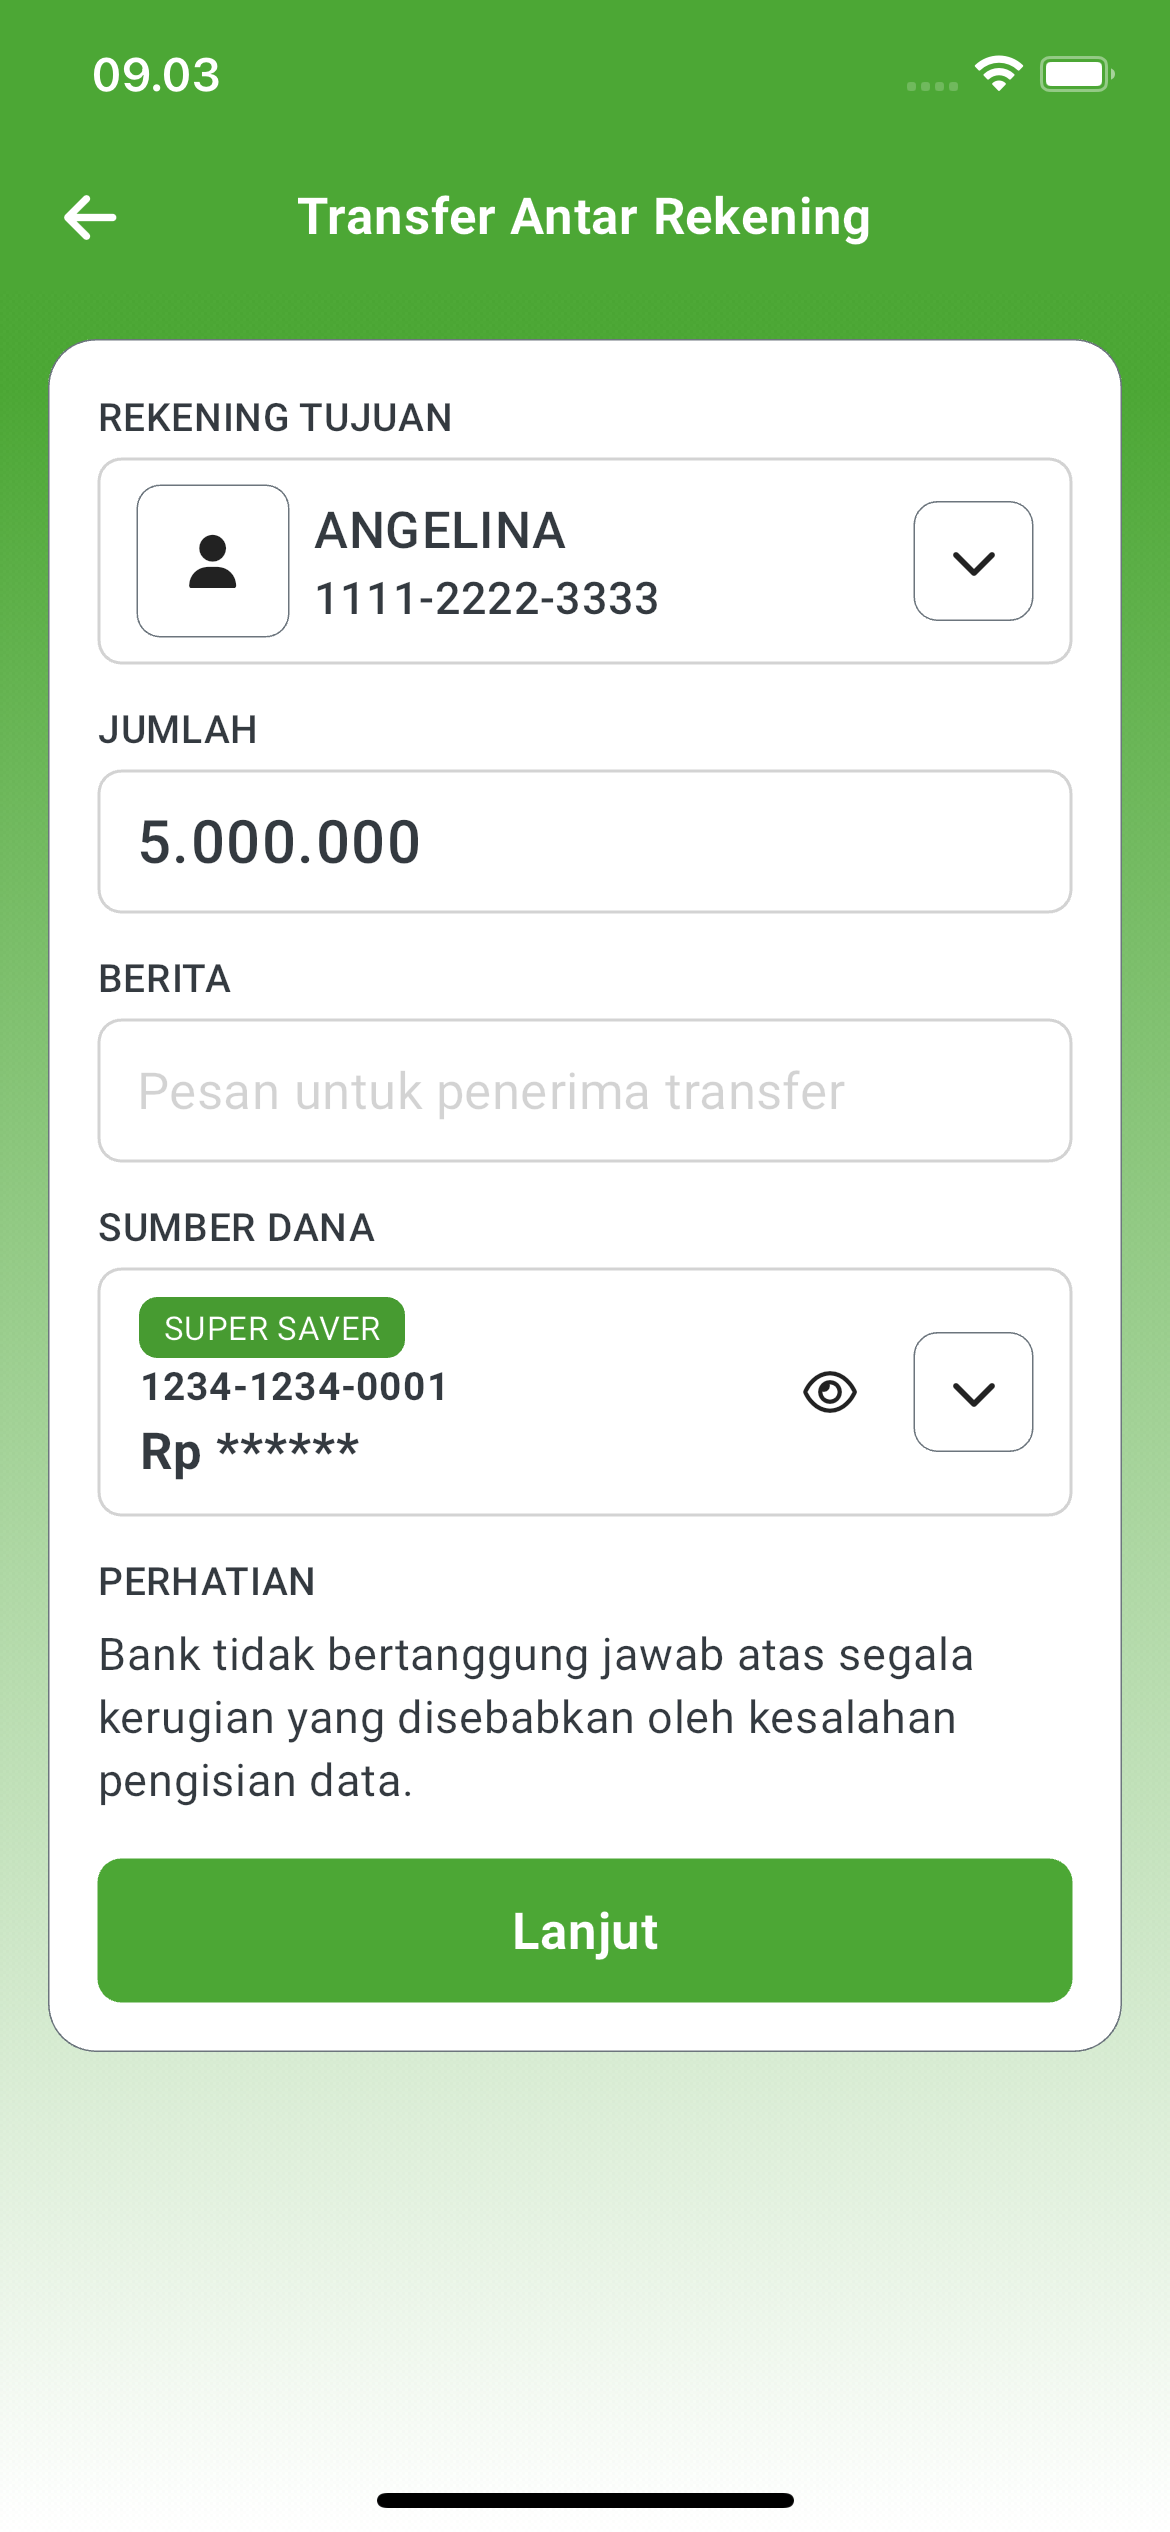 09.03
Transfer Antar Rekening
REKENING TUJUAN
ANGELINA
1111-2222-3333
JUMLAH
5.000.000
BERITA
Pesan untuk penerima transfer
SUMBER DANA
SUPER SAVER
1234-1234-0001
Rp ******
PERHATIAN
Bank tidak bertanggung jawab atas segala
kerugian yang disebabkan oleh kesalahan
pengisian data.
Lanjut